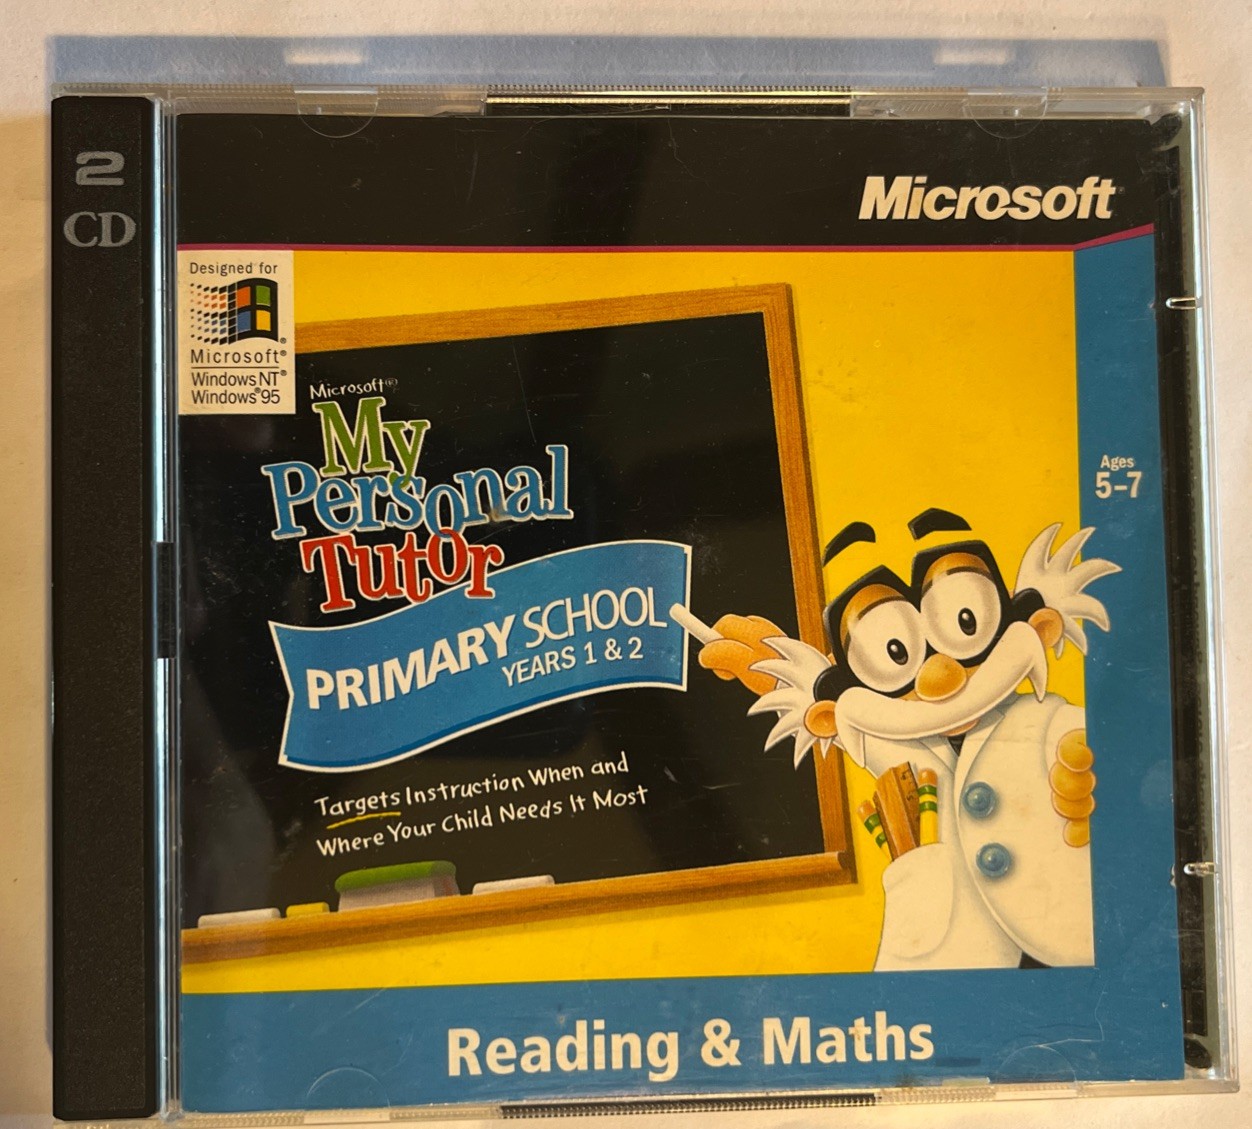 2
CD
Microsoft
Designed for
Microsoft®
Windows NT®
Windows®95
Microsoft®
My
Personal
Tutor
PRIMARY SCHOOL
YEARS 1 & 2
Targets Instruction When and
Where Your Child Needs It Most
Ages
5-7
Reading & Maths